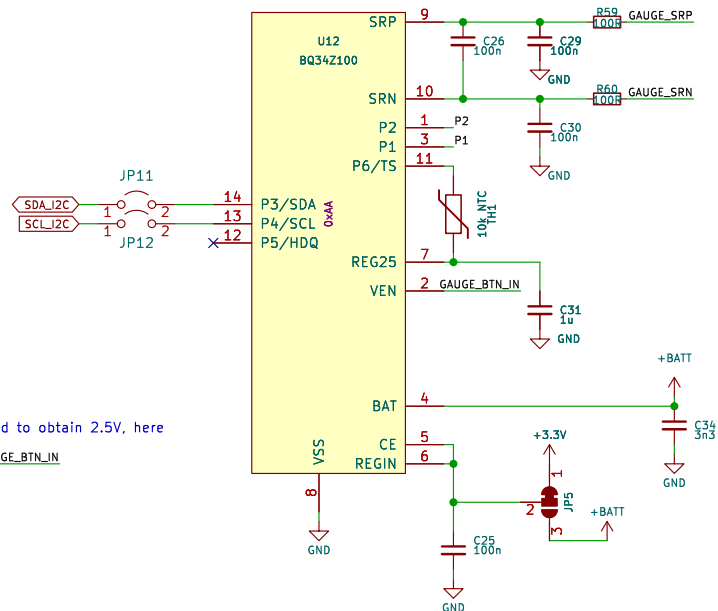 U12
BQ34Z100
SRP
9
C26
100n
C29
100n
R59
100R
GAUGE_SRP
GND
SRN
10
R60
100R
GAUGE_SRN
P2
1
P2
C30
100n
P1
3
P1
P6/TS
11
GND
JP11
10k_NTC
TH1
SDA_I2C
1
2
14
P3/SDA
SCL_I2C
1
2
13
P4/SCL
0xAA
JP12
12
P5/HDQ
REG25
7
VEN
2
GAUGE_BTN_IN
C31
1u
GND
+BATT
BAT
4
d to obtain 2.5V, here
C34
3n3
GE_BTN_IN
CE
5
+3.3V
REGIN
6
VSS
8
1
2
3
JP5
GND
+BATT
GND
C25
100n
GND